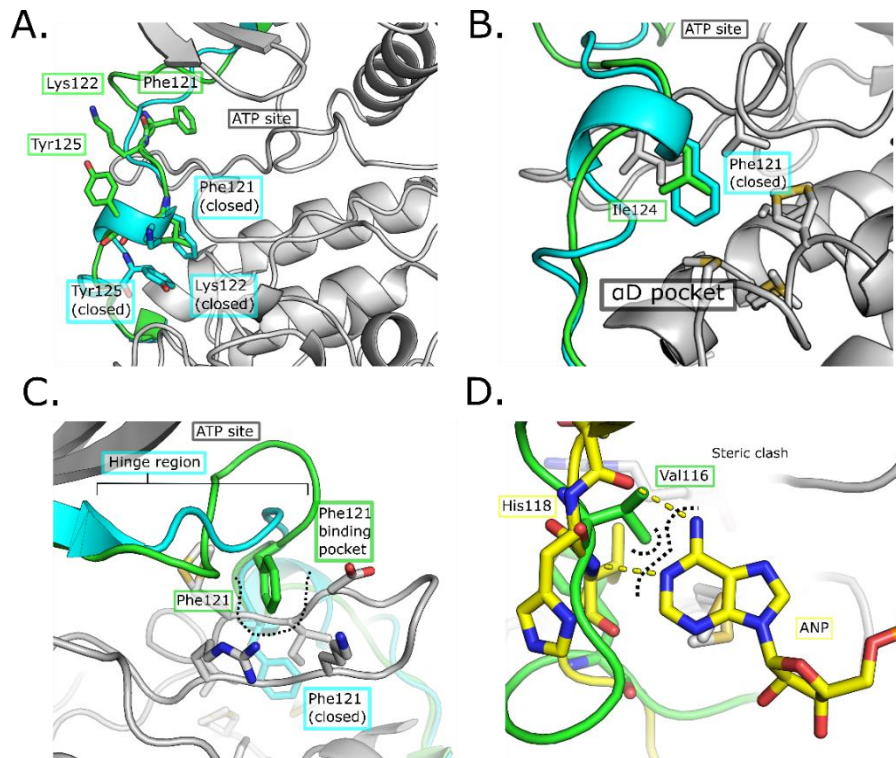 A.
Lys122
Phe121
ATP site
Tyr125
Phe121
(closed)
Tyr125
(closed)
Lys122
(closed)
B.
ATP site
Phe121
(closed)
Ile124
αD pocket
C.
ATP site
Hinge region
Phe121
binding
pocket
Phe121
Phe121
(closed)
D.
Steric clash
Val116
His118
ANP